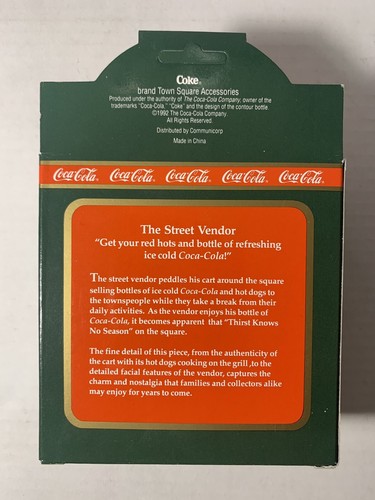 Coke®
brand Town Square Accessories
Produced under the authority of The Coca-Cola Company, owner of the
trademarks "Coca-Cola," "Coke" and the design of the contour bottle.
©1992 The Coca-Cola Company
All Rights Reserved.
Distributed by Communicorp
Made in China
Coca-Cola® Coca-Cola® Coca-Cola® Coca-Cola® Coca-Cola®
The Street Vendor
"Get your red hots and bottle of refreshing
ice cold Coca-Cola!"
The street vendor peddles his cart around the square
selling bottles of ice cold Coca-Cola and hot dogs to
the townspeople while they take a break from their
daily activities. As the vendor enjoys his bottle of
Coca-Cola, it becomes apparent that "Thirst Knows
No Season" on the square.
The fine detail of this piece, from the authenticity of
the cart with its hot dogs cooking on the grill ,to the
detailed facial features of the vendor, captures the
charm and nostalgia that families and collectors alike
may enjoy for years to come.